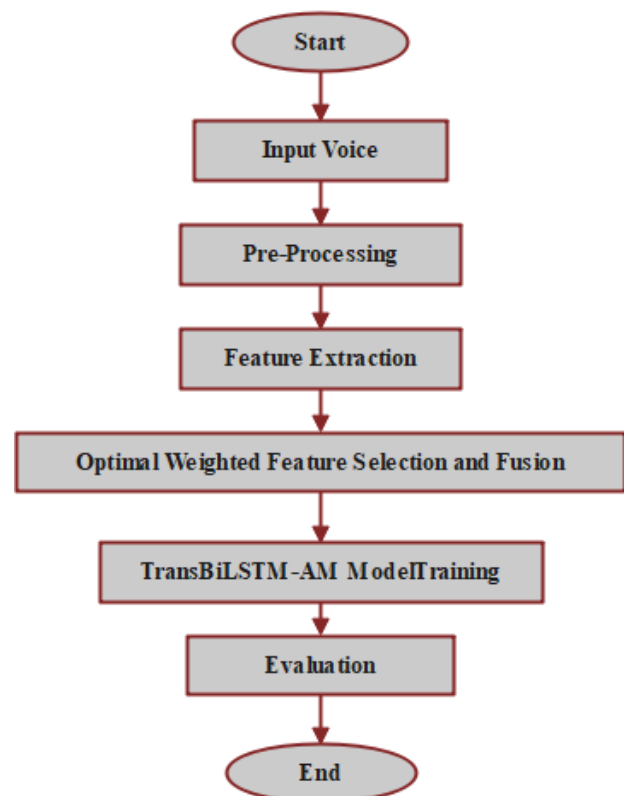 Start
Input Voice
Pre-Processing
Feature Extraction
Optimal Weighted Feature Selection and Fusion
TransBiLSTM-AM ModelTraining
Evaluation
End